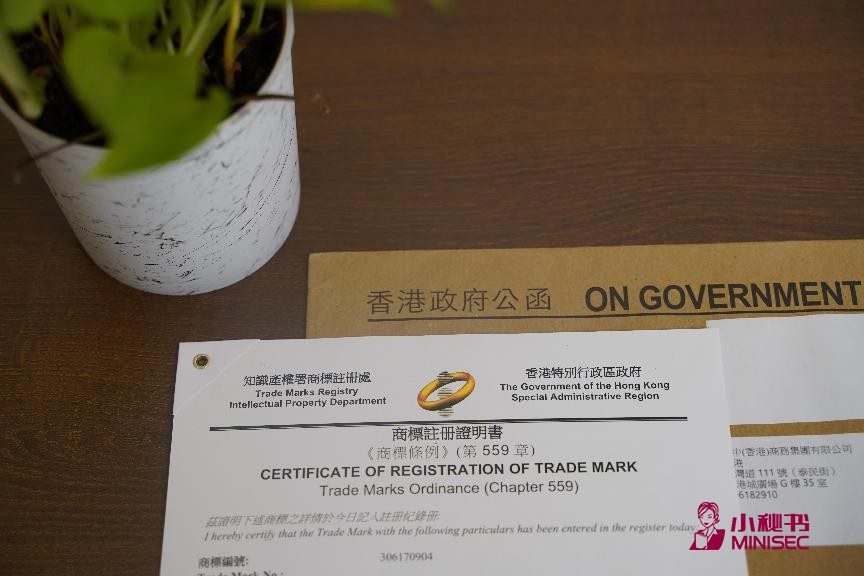 香港政府公函 ON GOVERNMENT
知識產權署商標註冊處
Trade Marks Registry
Intellectual Property Department
香港特別行政區政府
The Government of the Hong Kong
Special Administrative Region
商標註冊證明書
《商標條例》(第 559 章)
CERTIFICATE OF REGISTRATION OF TRADE MARK
Trade Marks Ordinance (Chapter 559)
茲證明下述商標之詳情於今日記入註冊紀錄冊:
I hereby certify that the Trade Mark with the following particulars has been entered in the register today:
商標編號: 306170904
Trade Mark No.:
中(香港)商務集團有限公司
港
灣道 111 號(泰民街)
港城廣場 G 樓 35 室
6182910
小秘书
MINISEC